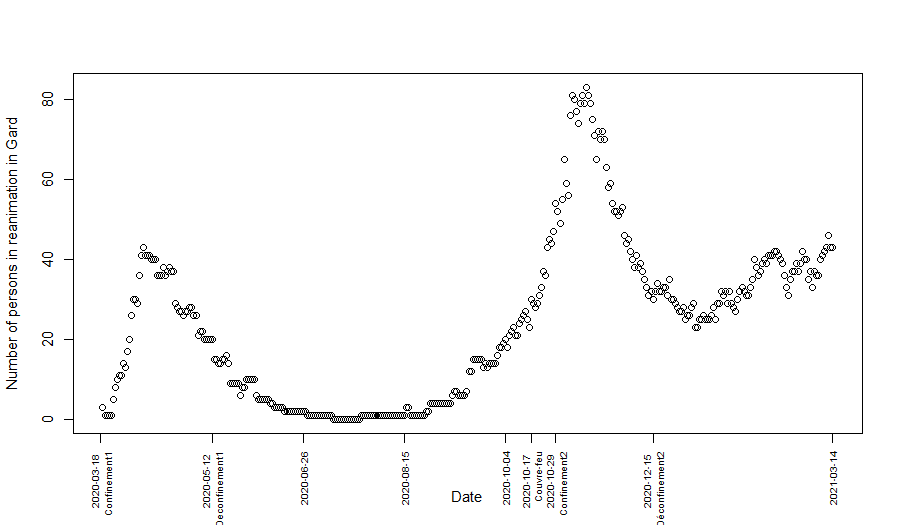 Number of persons in reanimation in Gard
80
60
40
20
0
2020-03-18
Confinement1
2020-05-12
Deconfinement1
2020-06-26
2020-08-15
2020-10-04
2020-10-17
Couvre-feu
2020-10-29
Confinement2
2020-12-15
Déconfinement2
2021-03-14
Date